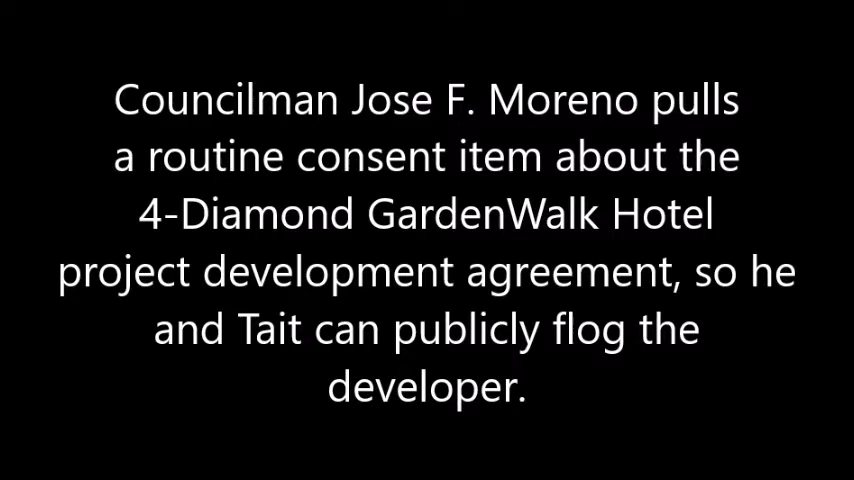 Councilman Jose F. Moreno pulls
a routine consent item about the
4-Diamond GardenWalk Hotel
project development agreement, so he
and Tait can publicly flog the
developer.